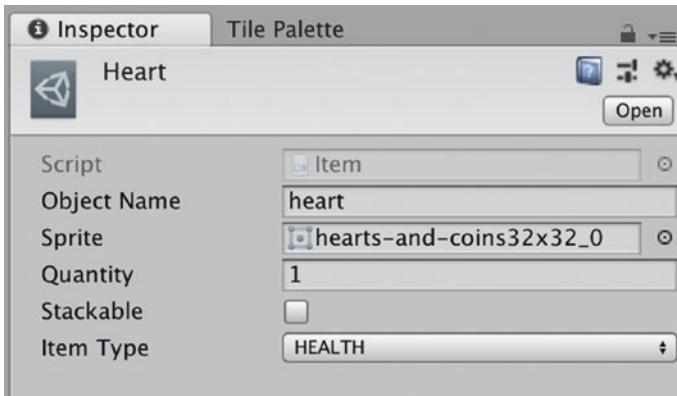 Inspector Tile Palette
Heart
Open
Script Item
Object Name heart
Sprite hearts-and-coins32x32_0
Quantity 1
Stackable
Item Type HEALTH